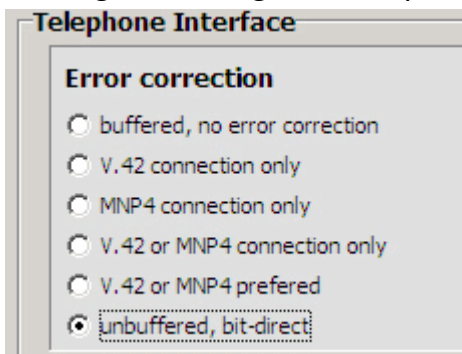 Telephone Interface
Error correction
buffered, no error correction
V.42 connection only
MNP4 connection only
V.42 or MNP4 connection only
V.42 or MNP4 prefered
unbuffered, bit-direct